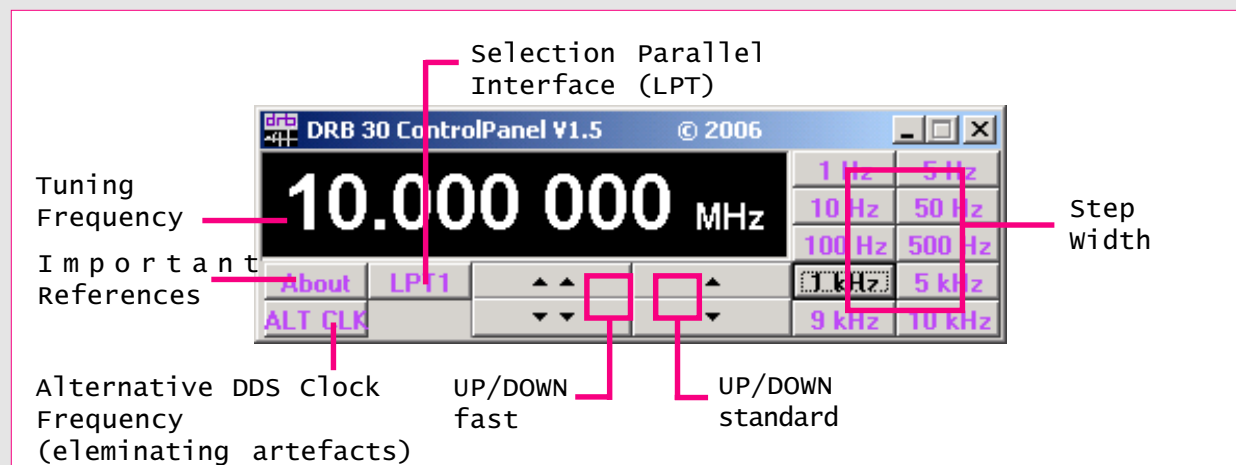 Selection Parallel
Interface (LPT)
drb DRB 30 ControlPanel V1.5 © 2006
Tuning
Frequency
10.000 000 MHz
1 Hz 5 Hz
10 Hz 50 Hz
100 Hz 500 Hz
1 kHz 5 kHz
9 kHz 10 kHz
Step
Width
Important
References
About LPT1
ALT CLK
Alternative DDS Clock
Frequency
(eleminating artefacts)
UP/DOWN
fast
UP/DOWN
standard